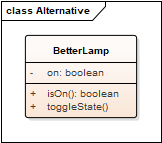 class Alternative
BetterLamp
- on: boolean
+ isOn(): boolean
+ toggleState()